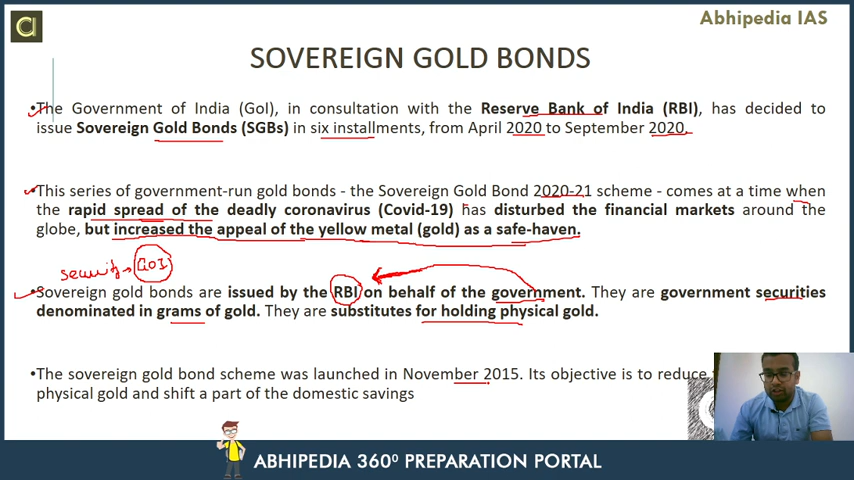 Abhipedia IAS
SOVEREIGN GOLD BONDS
•The Government of India (GoI), in consultation with the Reserve Bank of India (RBI), has decided to
issue Sovereign Gold Bonds (SGBs) in six installments, from April 2020 to September 2020.
•This series of government-run gold bonds - the Sovereign Gold Bond 2020-21 scheme - comes at a time when
the rapid spread of the deadly coronavirus (Covid-19) has disturbed the financial markets around the
globe, but increased the appeal of the yellow metal (gold) as a safe-haven.
security → GOI
•Sovereign gold bonds are issued by the RBI on behalf of the government. They are government securities
denominated in grams of gold. They are substitutes for holding physical gold.
•The sovereign gold bond scheme was launched in November 2015. Its objective is to reduce
physical gold and shift a part of the domestic savings
ABHIPEDIA 360⁰ PREPARATION PORTAL